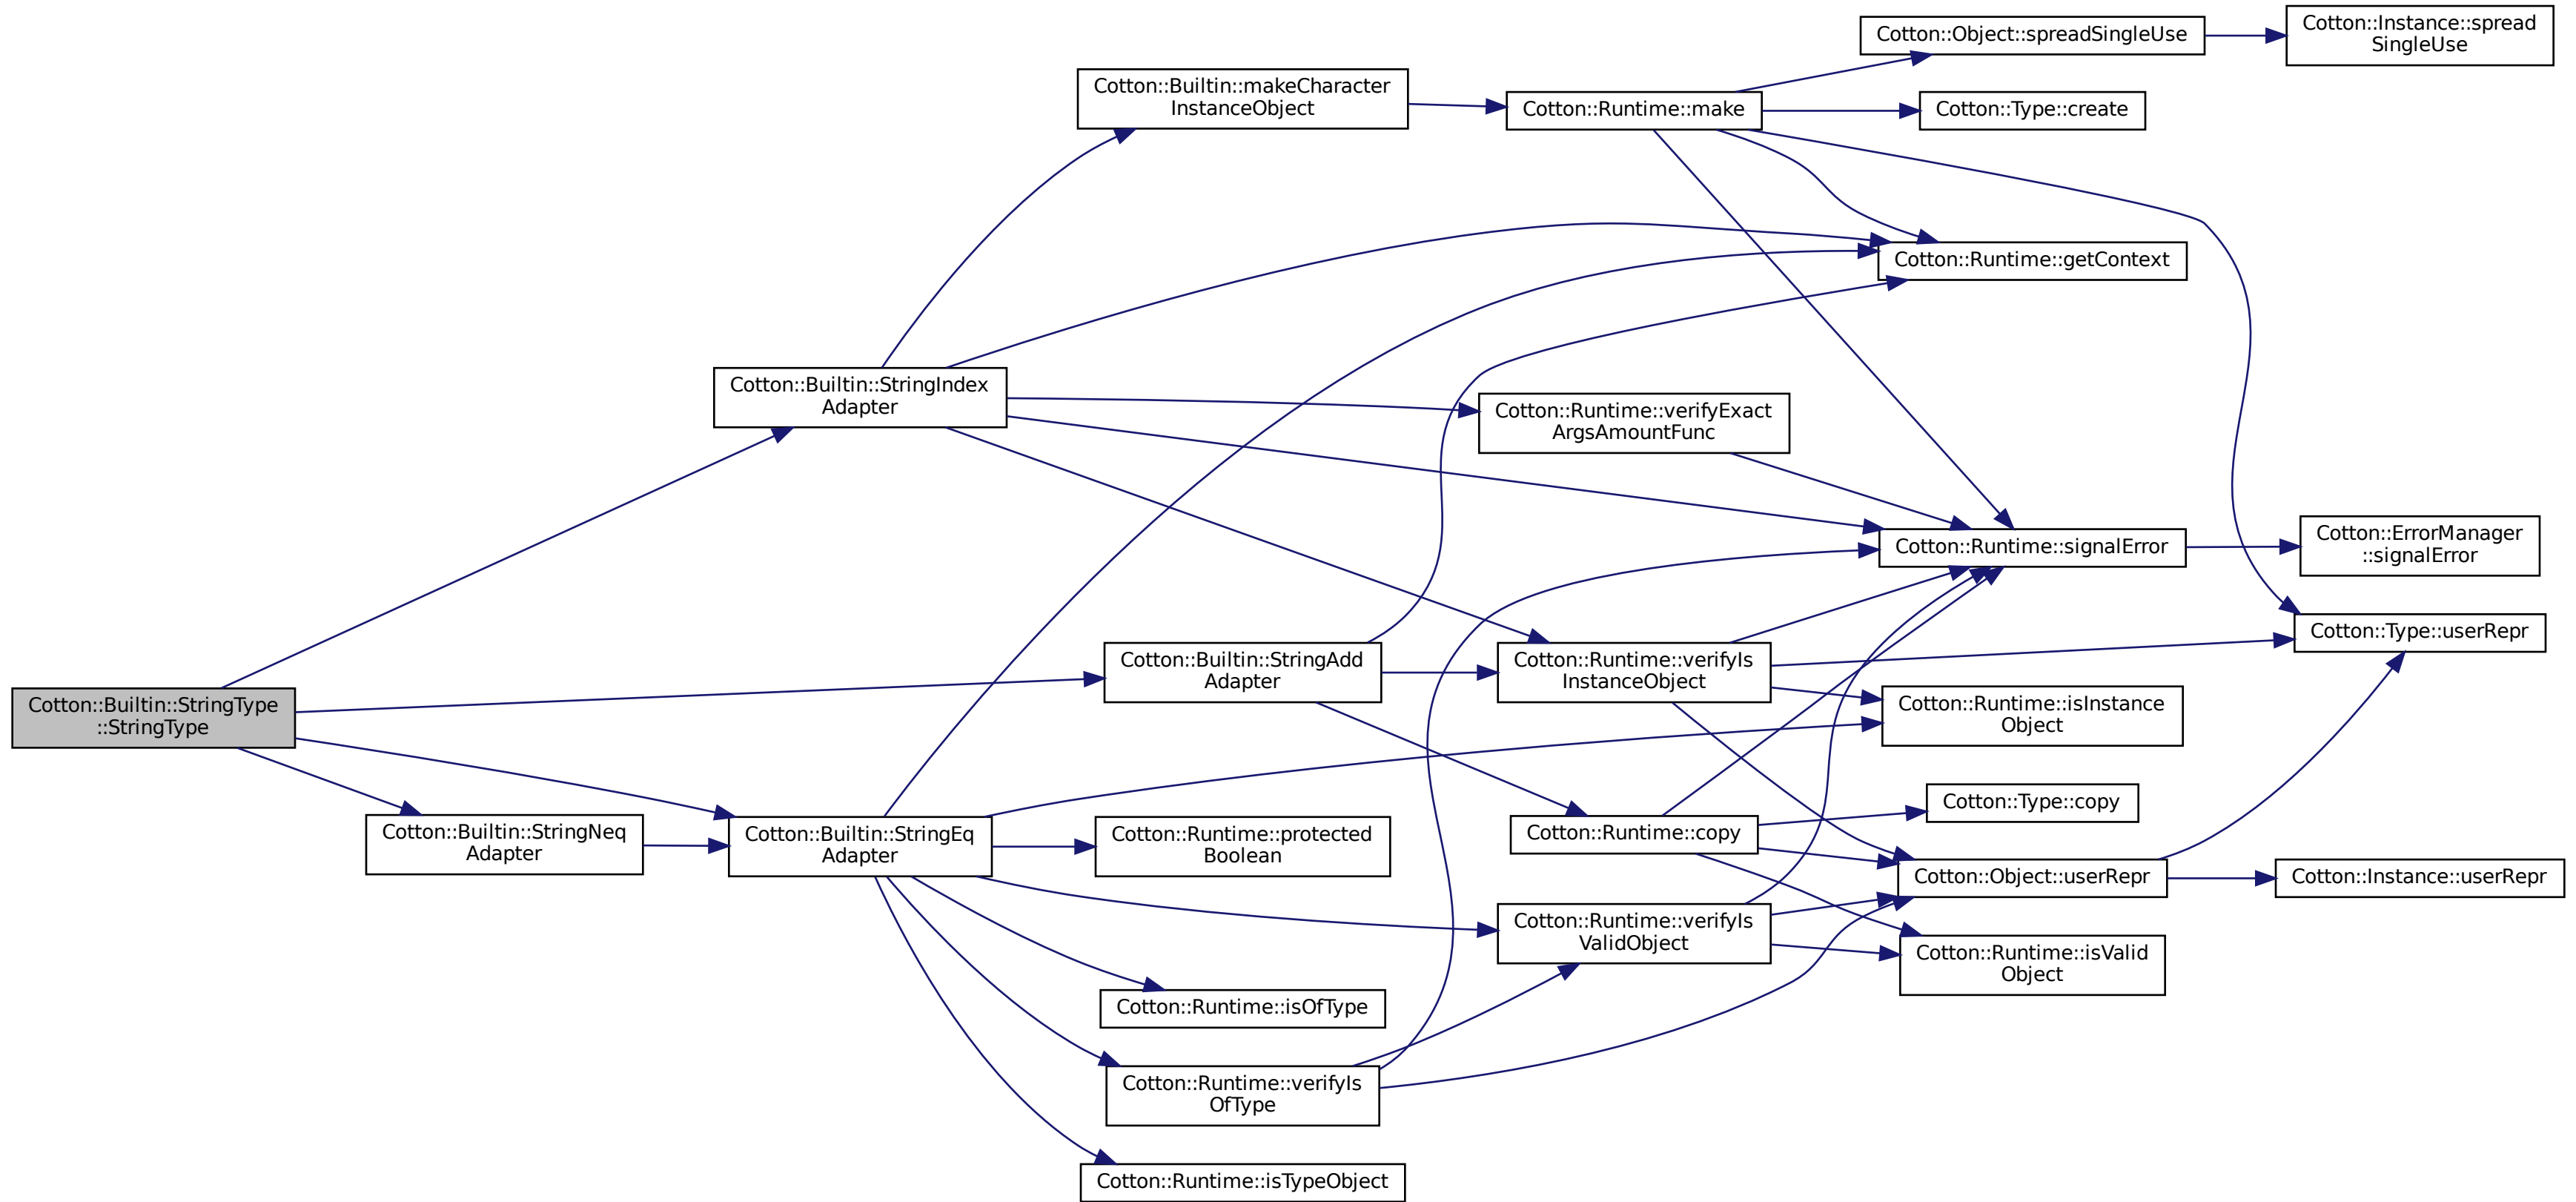 Cotton::Object::spreadSingleUse
Cotton::Instance::spread
SingleUse
Cotton::Builtin::makeCharacter
InstanceObject
Cotton::Runtime::make
Cotton::Type::create
Cotton::Runtime::getContext
Cotton::Builtin::StringIndex
Adapter
Cotton::Runtime::verifyExact
ArgsAmountFunc
Cotton::Runtime::signalError
Cotton::ErrorManager
::signalError
Cotton::Type::userRepr
Cotton::Builtin::StringAdd
Adapter
Cotton::Runtime::verifyIs
InstanceObject
Cotton::Builtin::StringType
::StringType
Cotton::Runtime::isInstance
Object
Cotton::Builtin::StringNeq
Adapter
Cotton::Builtin::StringEq
Adapter
Cotton::Runtime::protected
Boolean
Cotton::Runtime::copy
Cotton::Type::copy
Cotton::Object::userRepr
Cotton::Instance::userRepr
Cotton::Runtime::verifyIs
ValidObject
Cotton::Runtime::isValid
Object
Cotton::Runtime::isOfType
Cotton::Runtime::verifyIs
OfType
Cotton::Runtime::isTypeObject